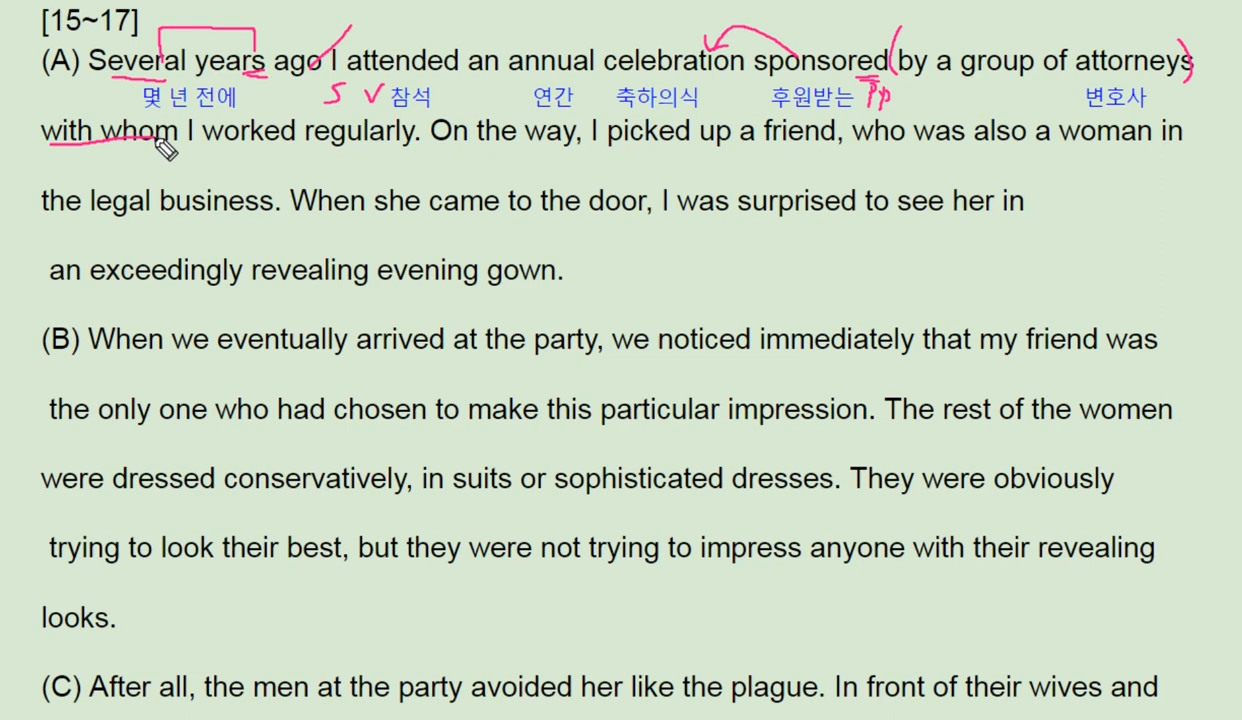 [15~17]
(A) Several years ago I attended an annual celebration sponsored by a group of attorneys
몇 년 전에 S V 참석 연간 축하의식 후원받는 PP 변호사
with whom I worked regularly. On the way, I picked up a friend, who was also a woman in
the legal business. When she came to the door, I was surprised to see her in
an exceedingly revealing evening gown.
(B) When we eventually arrived at the party, we noticed immediately that my friend was
the only one who had chosen to make this particular impression. The rest of the women
were dressed conservatively, in suits or sophisticated dresses. They were obviously
trying to look their best, but they were not trying to impress anyone with their revealing
looks.
(C) After all, the men at the party avoided her like the plague. In front of their wives and